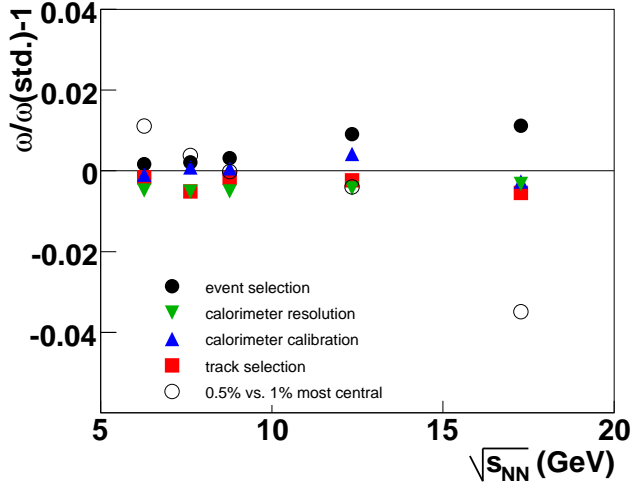 ω/ω(std.)-1
0.04
0.02
0
-0.02
-0.04
event selection
calorimeter resolution
calorimeter calibration
track selection
0.5% vs. 1% most central
5
10
15
20
√sNN (GeV)